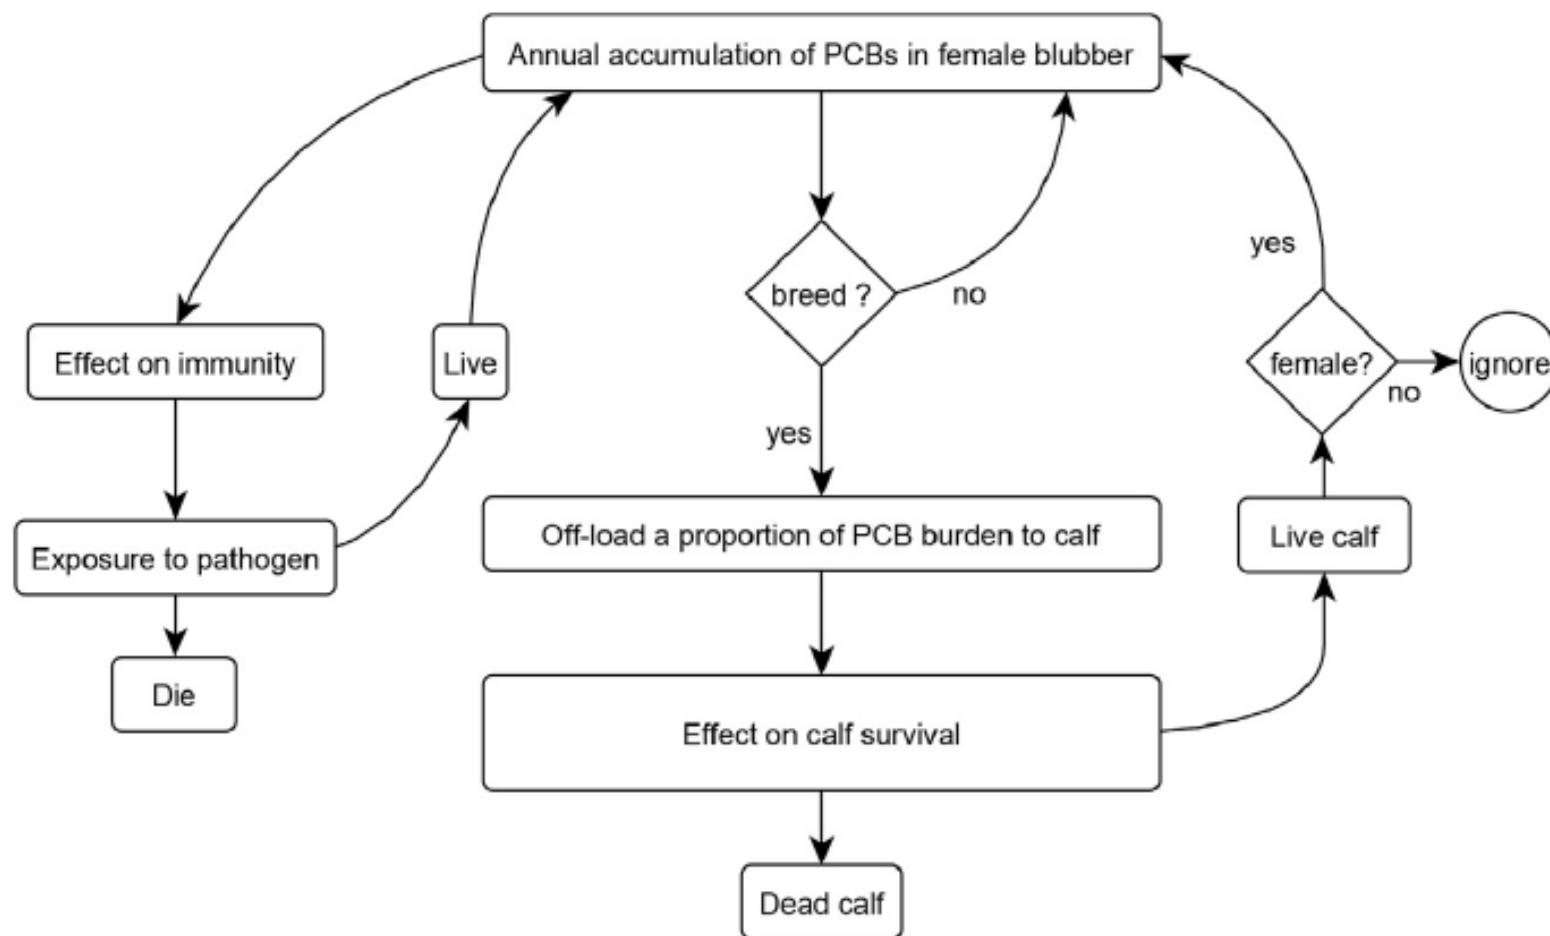 Annual accumulation of PCBs in female blubber
yes
breed ?
no
Effect on immunity
Live
female?
no
ignore
yes
Off-load a proportion of PCB burden to calf
Live calf
Exposure to pathogen
Die
Effect on calf survival
Dead calf